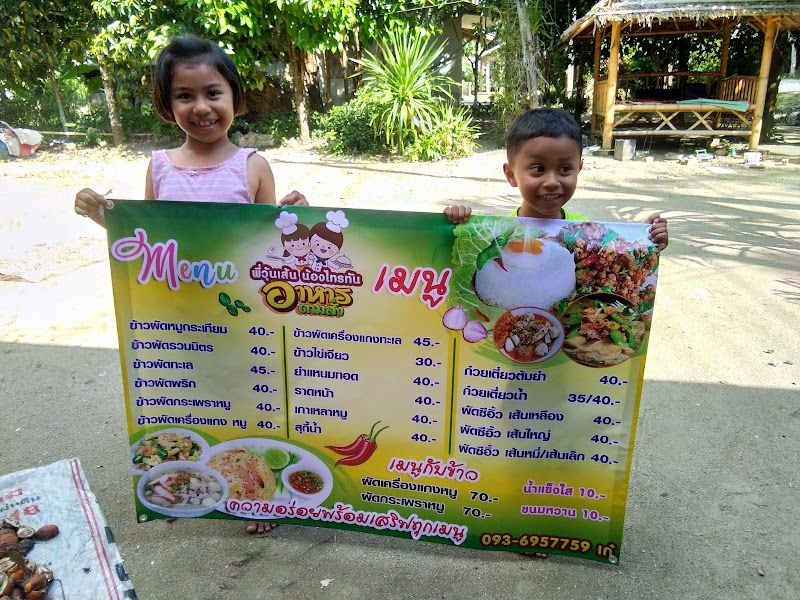 Menu
พี่วุ้นเส้น น้องไทรทัน
อาหาร
ตามสั่ง
เมนู
ข้าวผัดหมูกระเทียม 40.-
ข้าวผัดรวมมิตร 40.-
ข้าวผัดทะเล 45.-
ข้าวผัดพริก 40.-
ข้าวผัดกระเพราหมู 40.-
ข้าวผัดเครื่องแกง หมู 40.-
ข้าวผัดเครื่องแกงทะเล 45.-
ข้าวไข่เจียว 30.-
ยำแหนมทอด 40.-
ราดหน้า 40.-
เกาเหลาหมู 40.-
สุกี้น้ำ 40.-
ก๋วยเตี๋ยวต้มยำ 40.-
ก๋วยเตี๋ยวน้ำ 35/40.-
ผัดซีอิ้ว เส้นเหลือง 40.-
ผัดซีอิ้ว เส้นใหญ่ 40.-
ผัดซีอิ้ว เส้นหมี่/เส้นเล็ก 40.-
เมนูกับข้าว
ผัดเครื่องแกงหมู 70.-
ผัดกระเพราหมู 70.-
น้ำแข็งใส 10.-
ขนมหวาน 10.-
ความอร่อยพร้อมเสริฟทุกเมนู
093-6957759 เก๋
18